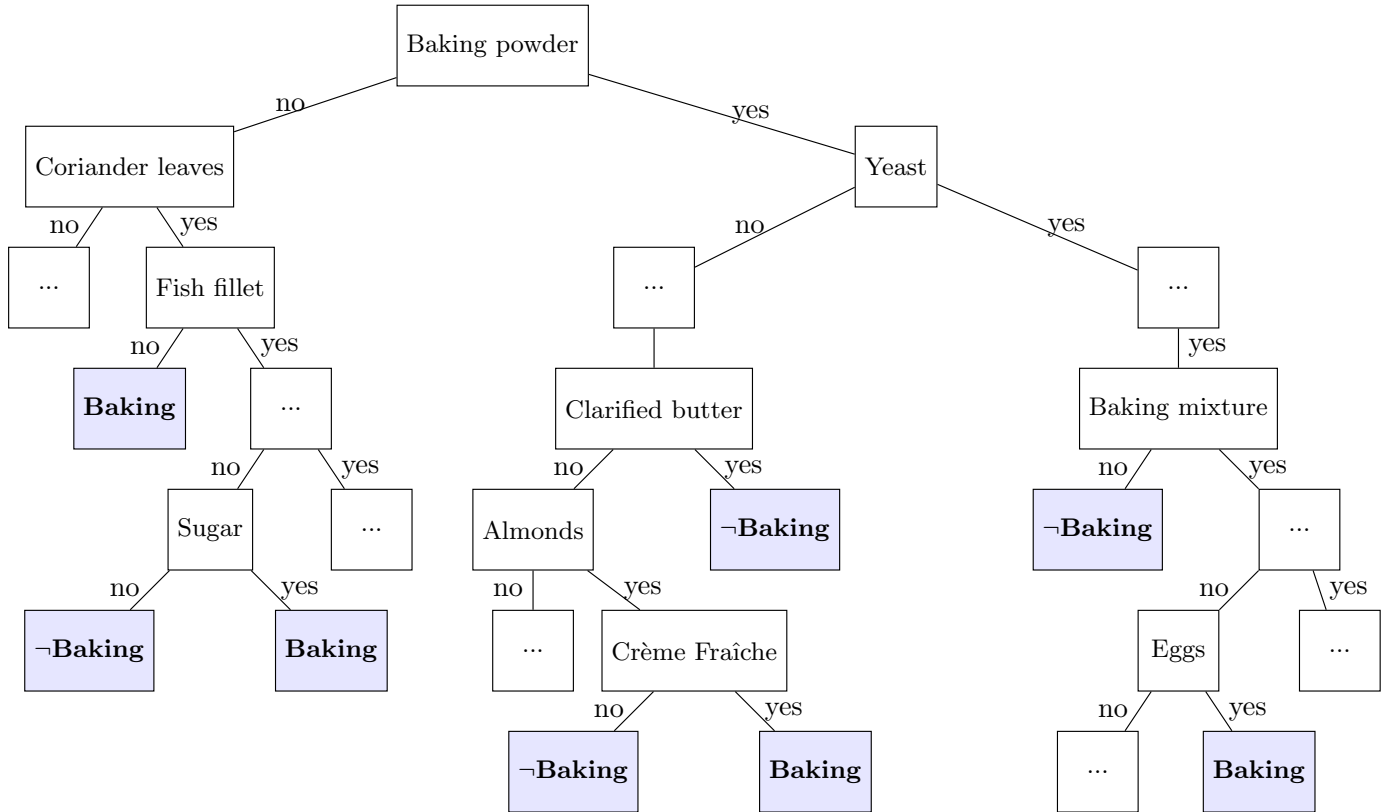 Baking powder
no
yes
Coriander leaves
Yeast
no
yes
no
yes
...
Fish fillet
...
...
no
yes
yes
Baking
...
Clarified butter
Baking mixture
no
yes
no
yes
no
yes
Sugar
...
Almonds
¬Baking
¬Baking
...
no
yes
no
yes
no
yes
¬Baking
Baking
...
Crème Fraîche
Eggs
...
no
yes
no
yes
¬Baking
Baking
...
Baking